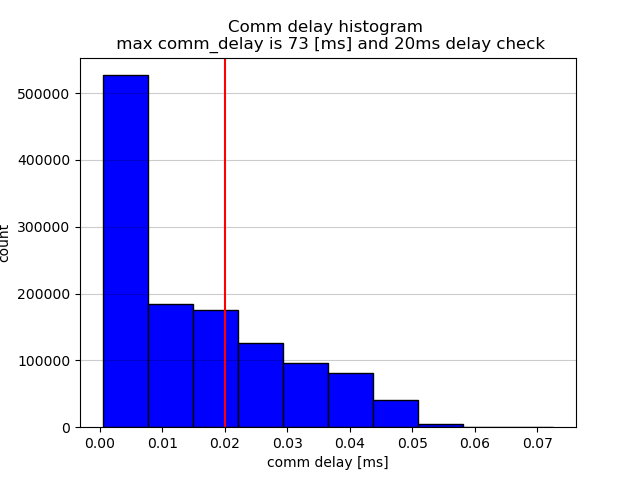 Comm delay histogram
max comm_delay is 73 [ms] and 20ms delay check
500000
400000
300000
200000
100000
0
count
0.00 0.01 0.02 0.03 0.04 0.05 0.06 0.07
comm delay [ms]